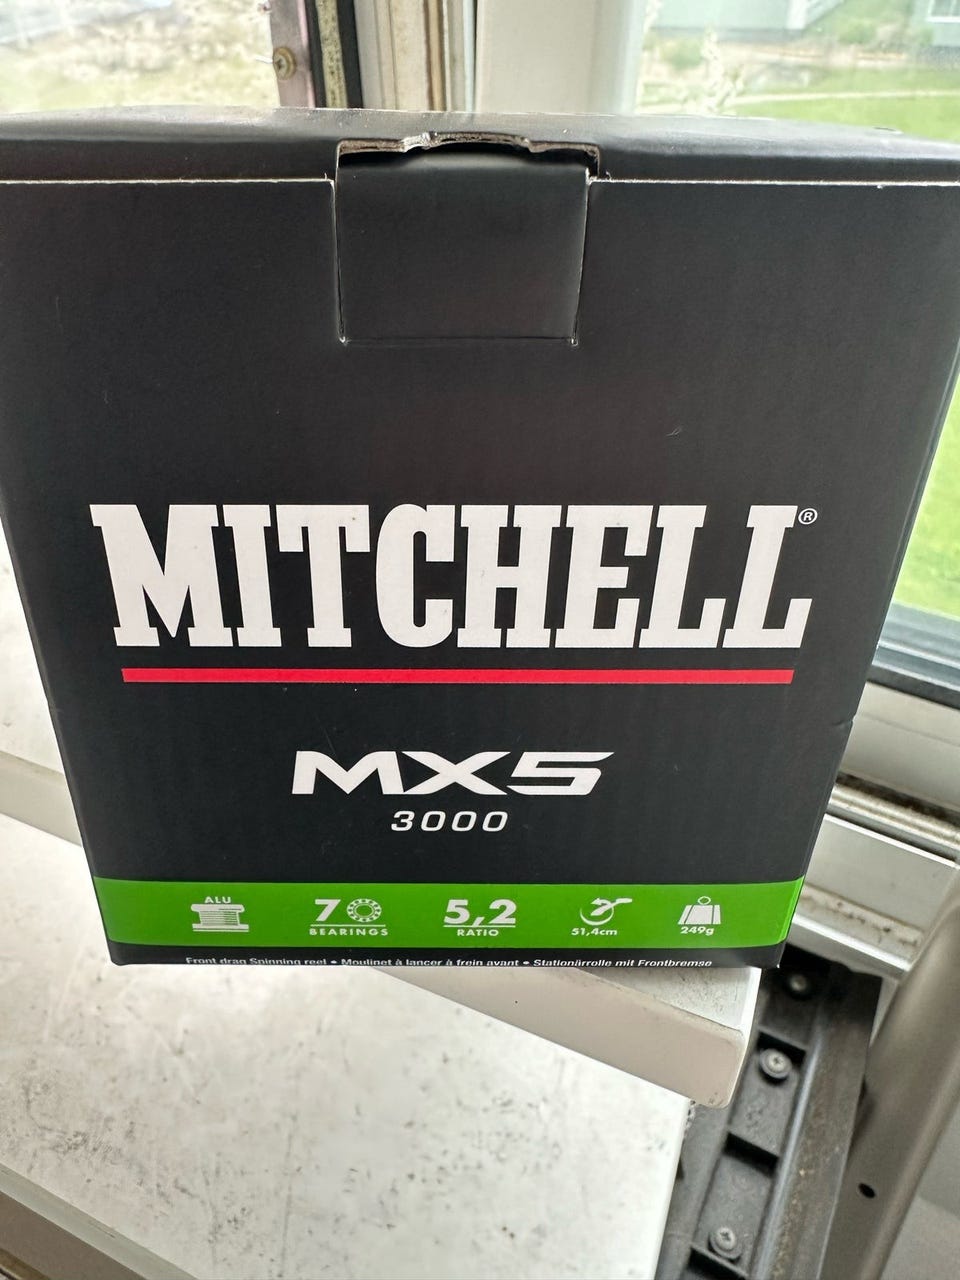 MITCHELL®
MX5
3000
ALU 7 5,2 51,4cm 249g
BEARINGS RATIO
Front drag Spinning reel • Moulinet à lancer à frein avant • Stationärrolle mit Frontbremse